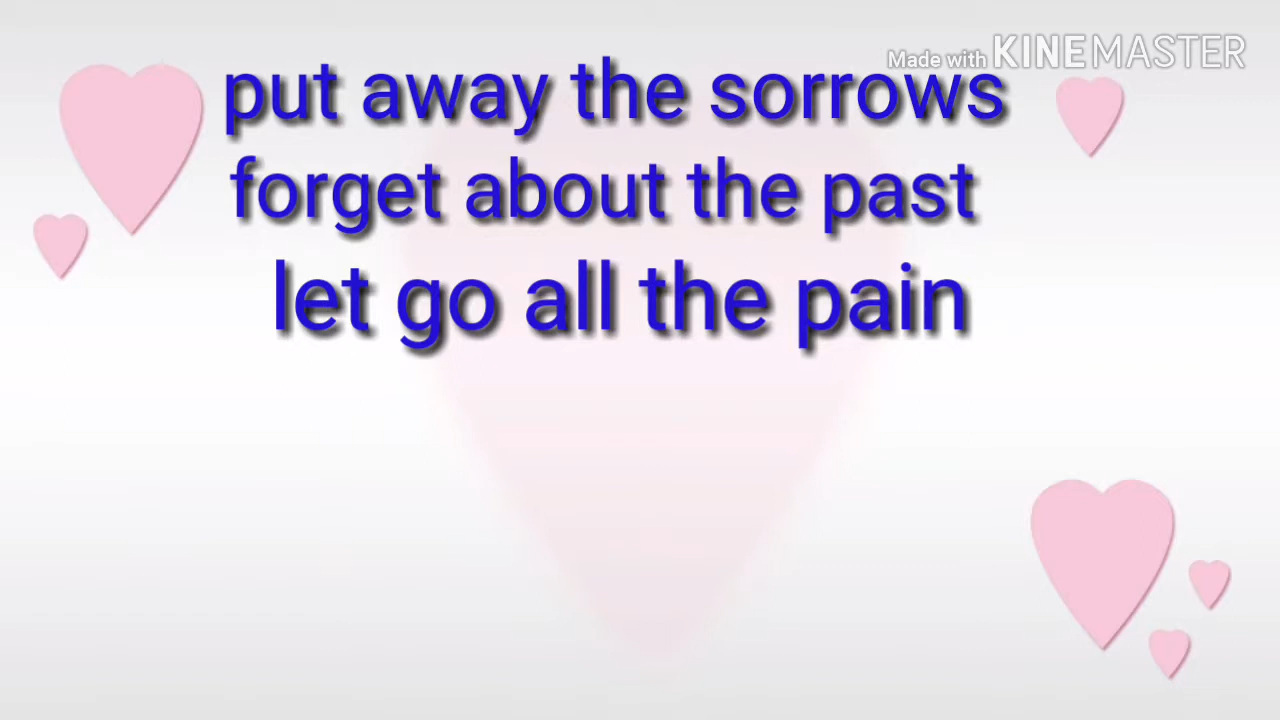 Made with KINEMASTER
put away the sorrows
forget about the past
let go all the pain